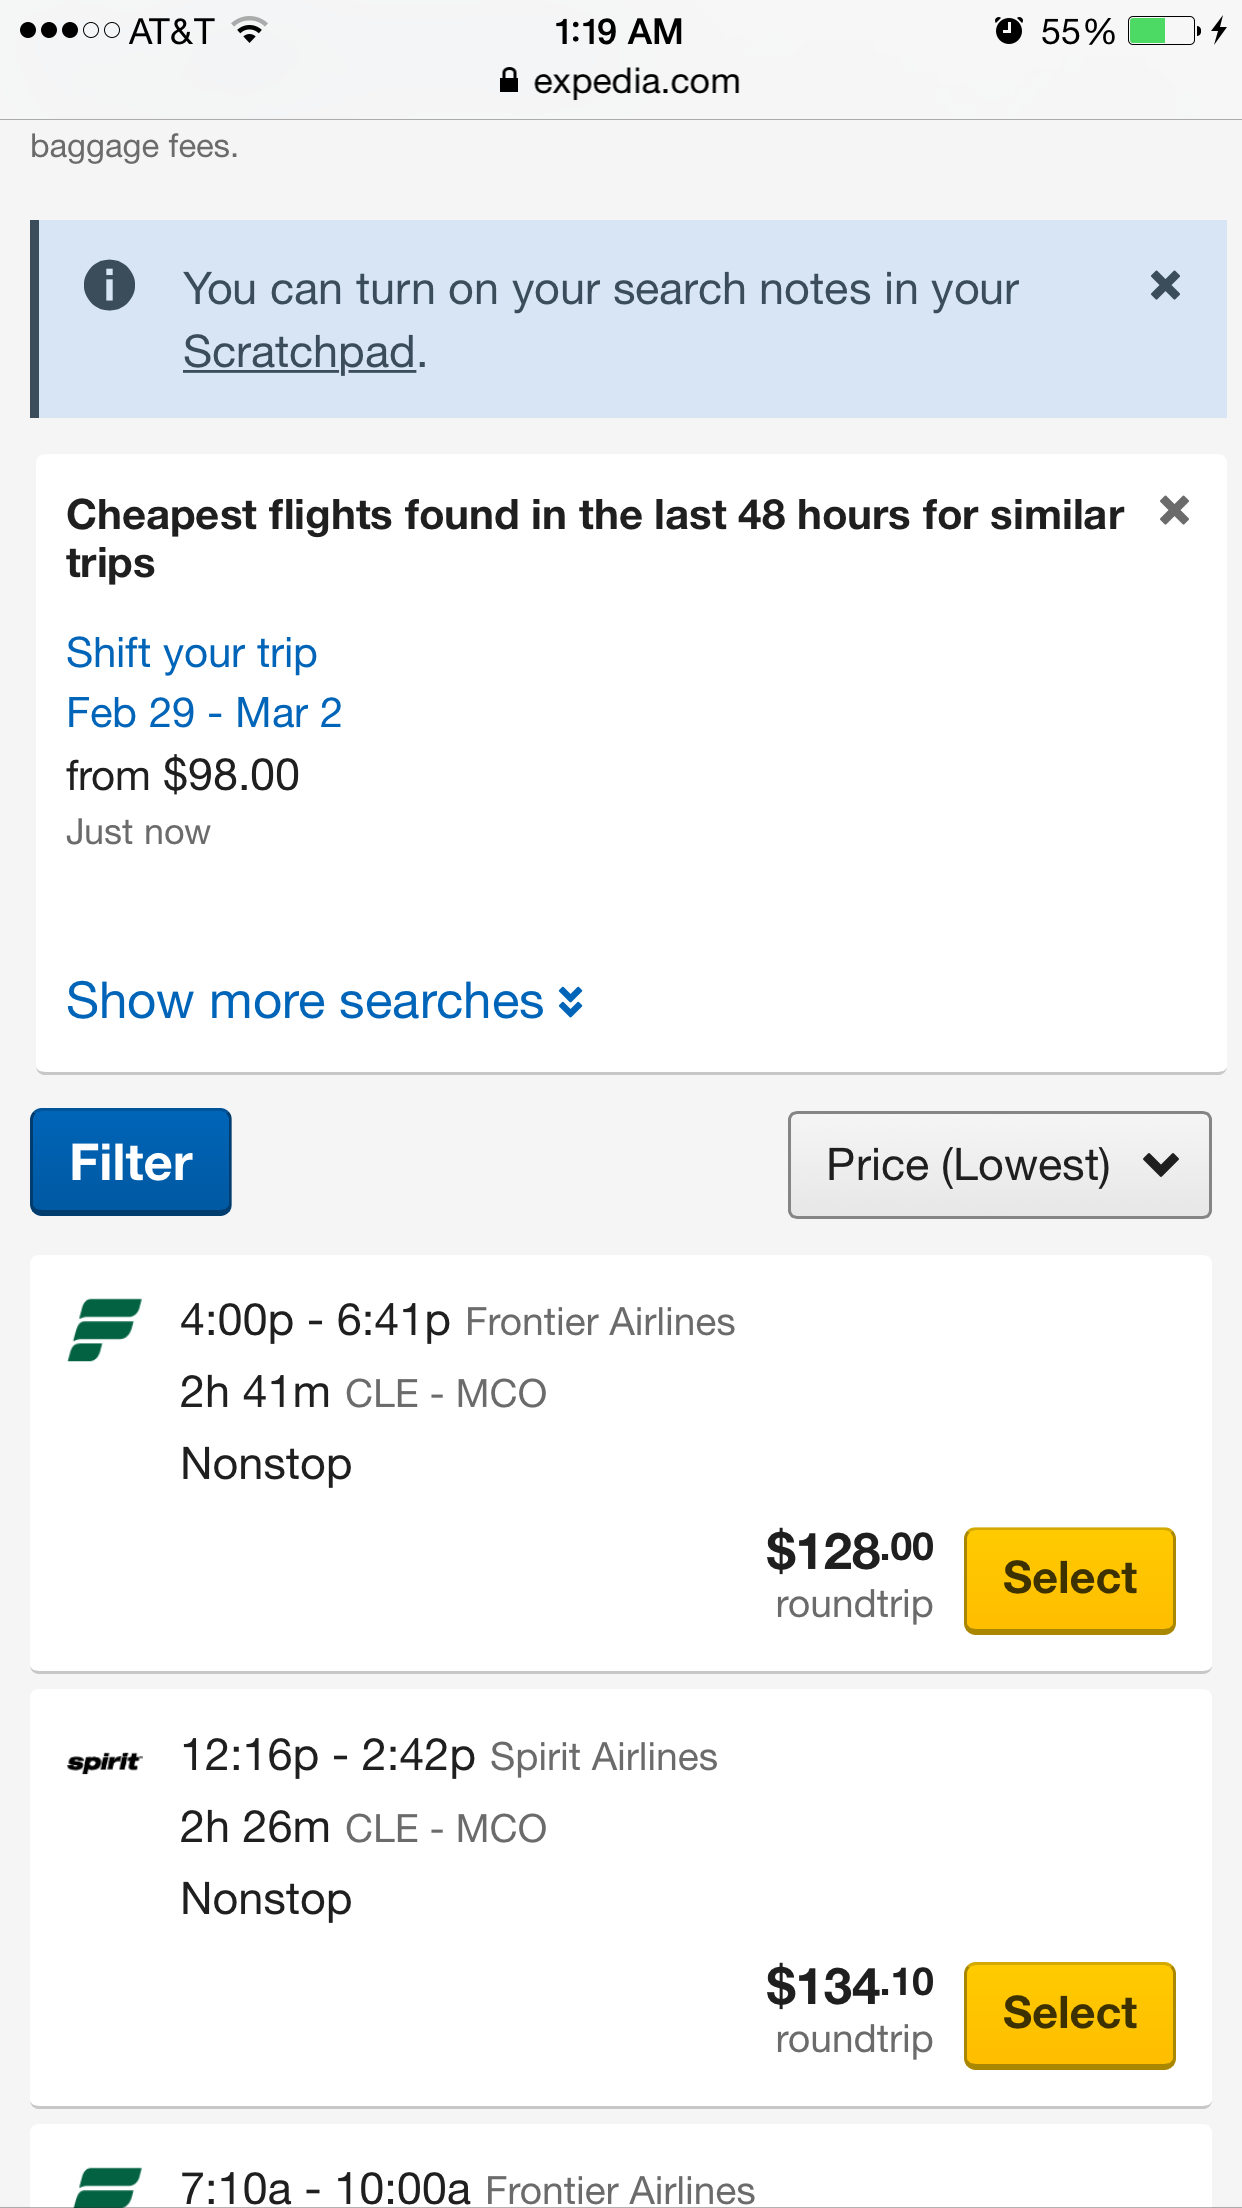 AT&T 1:19 AM 55%
expedia.com
baggage fees.
You can turn on your search notes in your
Scratchpad.
Cheapest flights found in the last 48 hours for similar
trips
Shift your trip
Feb 29 - Mar 2
from $98.00
Just now
Show more searches
Filter
Price (Lowest)
4:00p - 6:41p Frontier Airlines
2h 41m CLE - MCO
Nonstop
$128.00
roundtrip
Select
spirit
12:16p - 2:42p Spirit Airlines
2h 26m CLE - MCO
Nonstop
$134.10
roundtrip
Select
7:10a - 10:00a Frontier Airlines